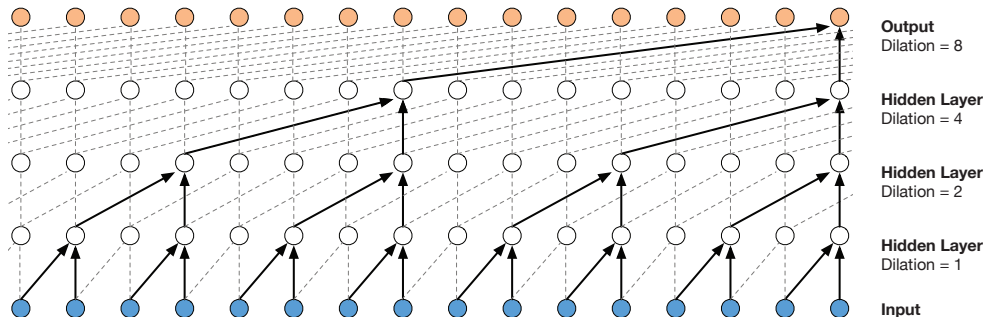 Output
Dilation = 8
Hidden Layer
Dilation = 4
Hidden Layer
Dilation = 2
Hidden Layer
Dilation = 1
Input